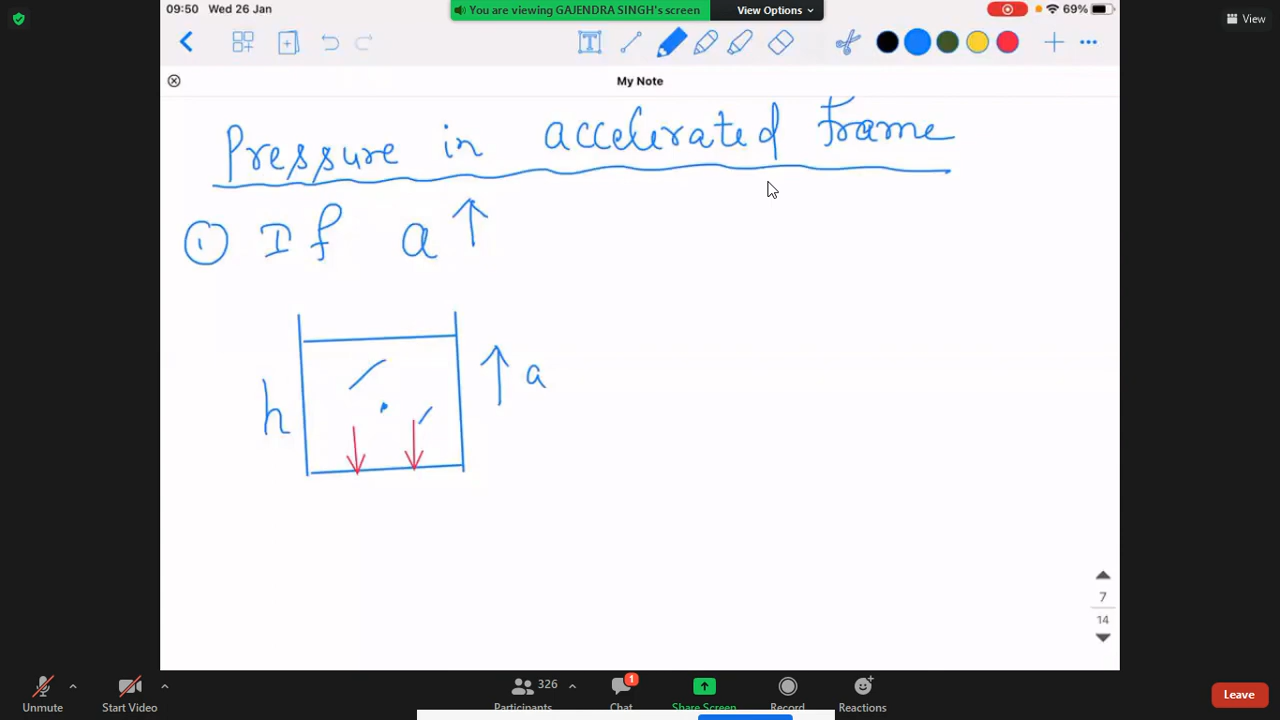 09:50 Wed 26 Jan
You are viewing GAJENDRA SINGH's screen
View Options
69%
View
T
My Note
Pressure in accelerated frame
① If a ↑
h
↑ a
7
14
Unmute
Start Video
326
Participants
1
Chat
Share Screen
Record
Reactions
Leave